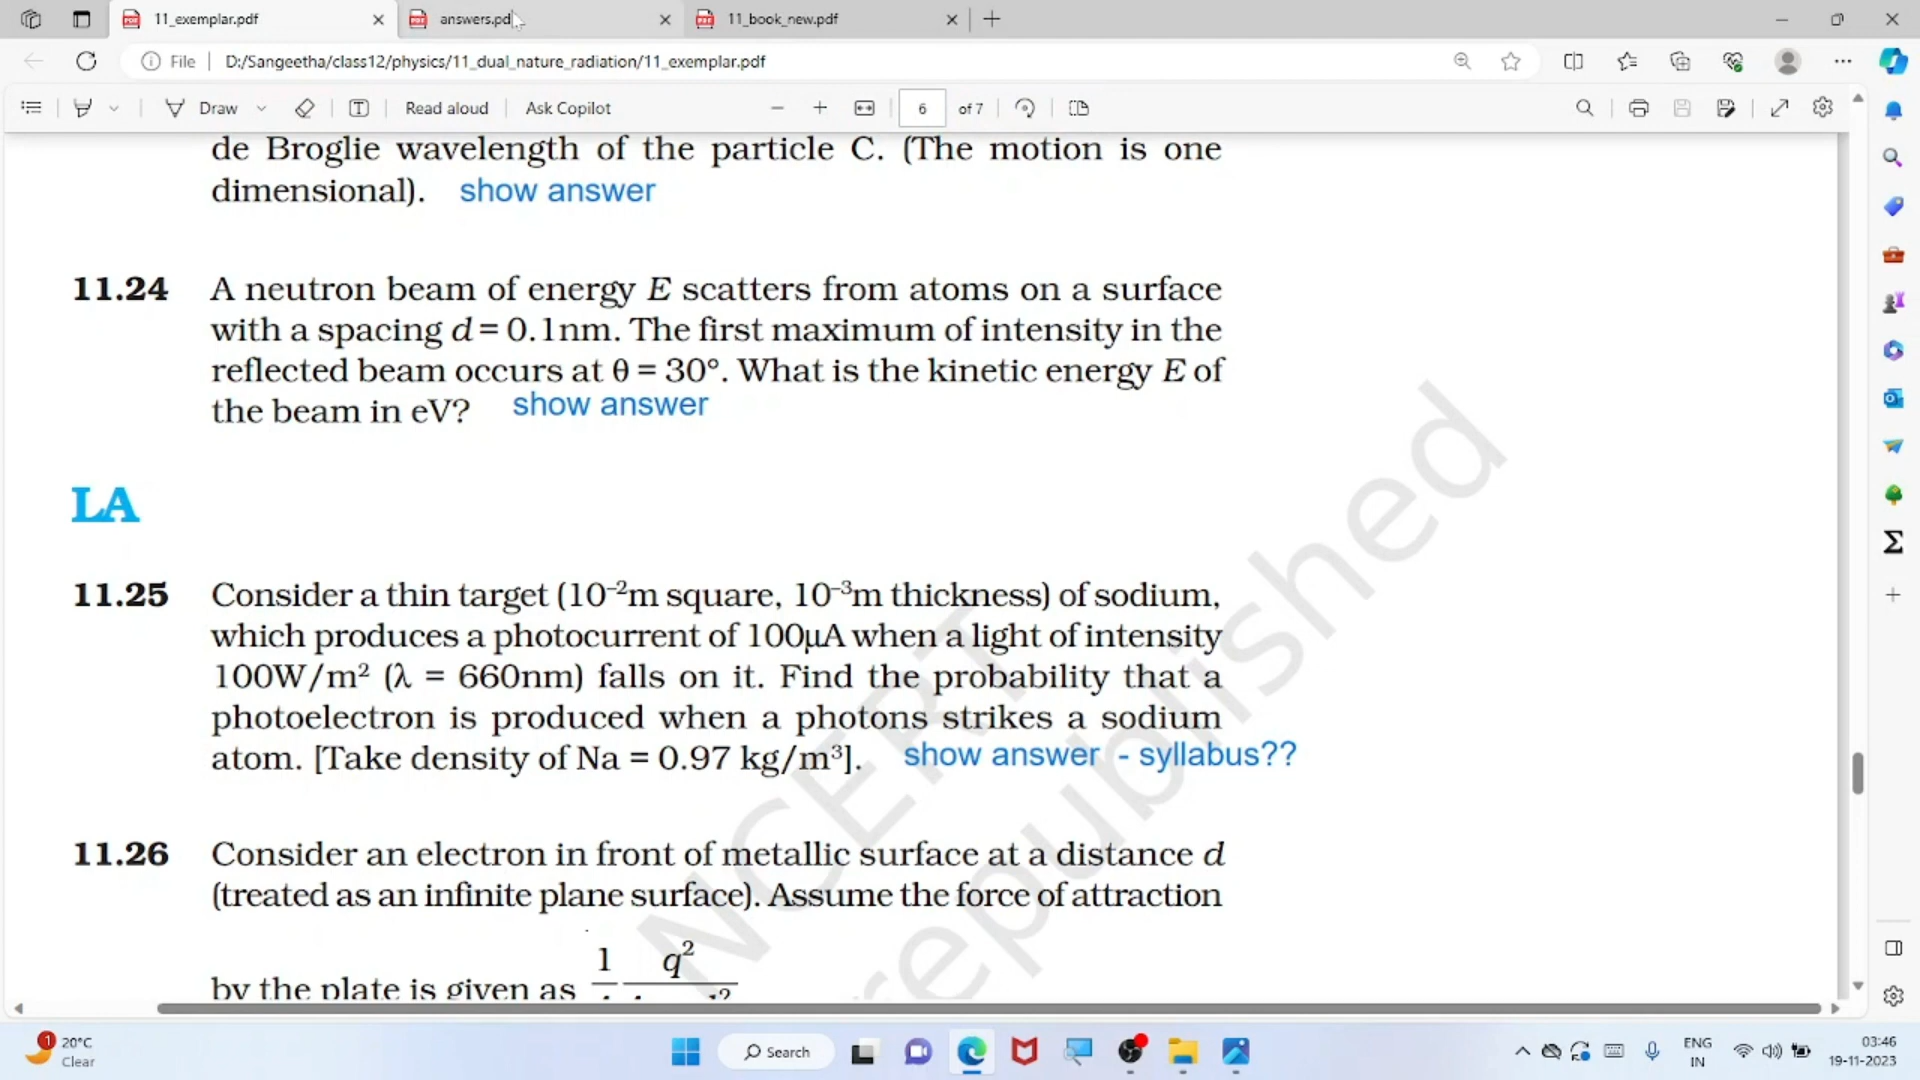 11_exemplar.pdf
answers.pd
11_book_new.pdf
File
D:/Sangeetha/class12/physics/11_dual_nature_radiation/11_exemplar.pdf
Draw
Read aloud
Ask Copilot
6 of 7
de Broglie wavelength of the particle C. (The motion is one
dimensional). show answer
11.24 A neutron beam of energy E scatters from atoms on a surface
with a spacing d = 0.1nm. The first maximum of intensity in the
reflected beam occurs at θ = 30°. What is the kinetic energy E of
the beam in eV? show answer
LA
11.25 Consider a thin target (10⁻²m square, 10⁻³m thickness) of sodium,
which produces a photocurrent of 100μA when a light of intensity
100W/m² (λ = 660nm) falls on it. Find the probability that a
photoelectron is produced when a photons strikes a sodium
atom. [Take density of Na = 0.97 kg/m³]. show answer - syllabus??
11.26 Consider an electron in front of metallic surface at a distance d
(treated as an infinite plane surface). Assume the force of attraction
by the plate is given as 1 q²
NCERT
republished
1
20°C
Clear
Search
ENG
IN
03:46
19-11-2023